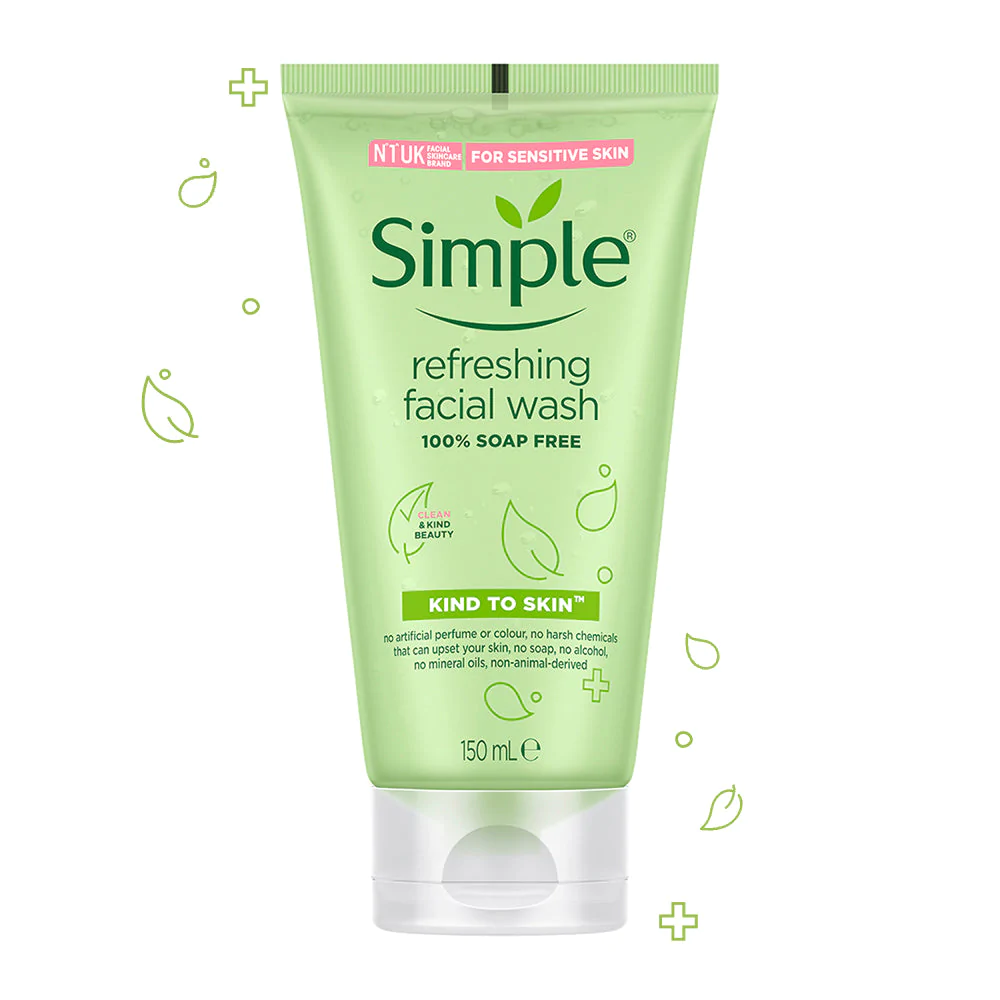 N°1 UK FACIAL
SKINCARE
BRAND
FOR SENSITIVE SKIN
Simple®
refreshing
facial wash
100% SOAP FREE
CLEAN
& KIND
BEAUTY
KIND TO SKIN™
no artificial perfume or colour, no harsh chemicals
that can upset your skin, no soap, no alcohol,
no mineral oils, non-animal-derived
150 mL ℮